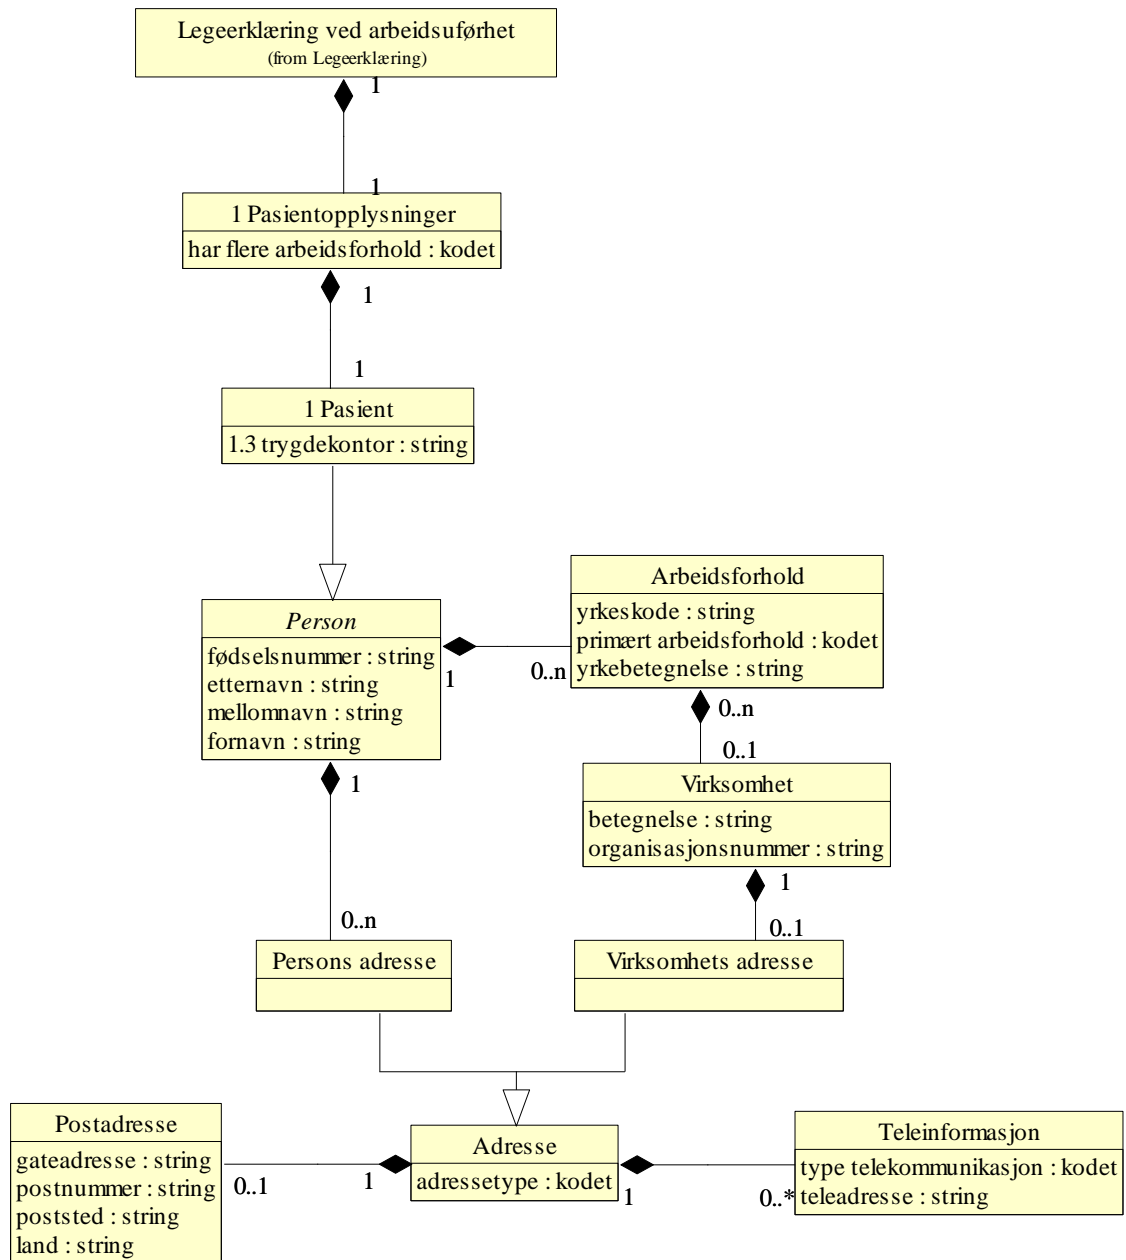 Legeerklæring ved arbeidsuførhet
(from Legeerklæring)
1
1
1 Pasientopplysninger
har flere arbeidsforhold : kodet
1
1
1 Pasient
1.3 trygdekontor : string
Person
fødselsnummer : string
etternavn : string
mellomnavn : string
fornavn : string
1
0..n
Arbeidsforhold
yrkeskode : string
primært arbeidsforhold : kodet
yrkebetegnelse : string
0..n
0..1
Virksomhet
betegnelse : string
organisasjonsnummer : string
1
0..n
1
0..1
Persons adresse
Virksomhets adresse
Postadresse
gateadresse : string
postnummer : string
poststed : string
land : string
0..1
1
Adresse
adressetype : kodet
1
0..*
Teleinformasjon
type telekommunikasjon : kodet
teleadresse : string